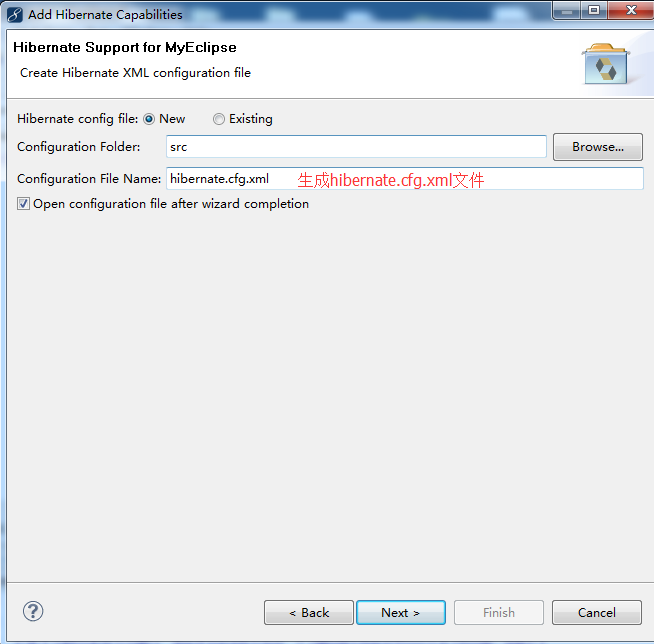 Add Hibernate Capabilities
Hibernate Support for MyEclipse
Create Hibernate XML configuration file
Hibernate config file: New Existing
Configuration Folder: src Browse...
Configuration File Name: hibernate.cfg.xml 生成hibernate.cfg.xml文件
Open configuration file after wizard completion
? < Back Next > Finish Cancel